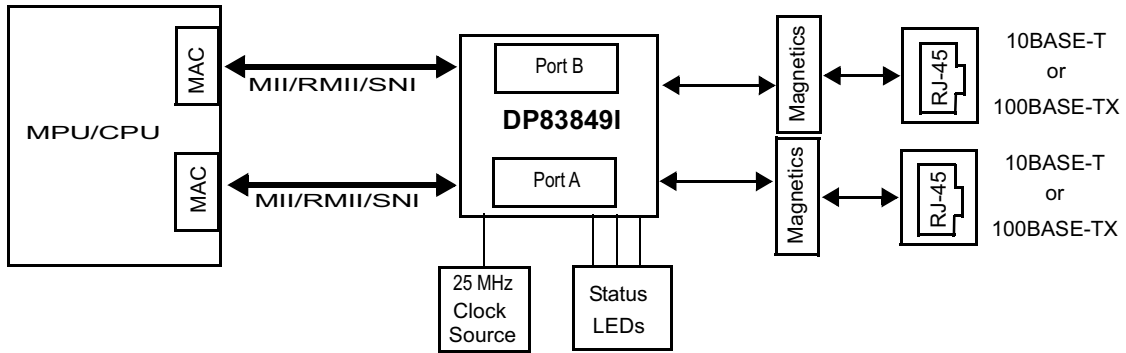 MPU/CPU
MAC
MII/RMII/SNI
MAC
MII/RMII/SNI
Port B
DP83849I
Port A
25 MHz
Clock
Source
Status
LEDs
Magnetics
RJ-45
10BASE-T
or
100BASE-TX
Magnetics
RJ-45
10BASE-T
or
100BASE-TX